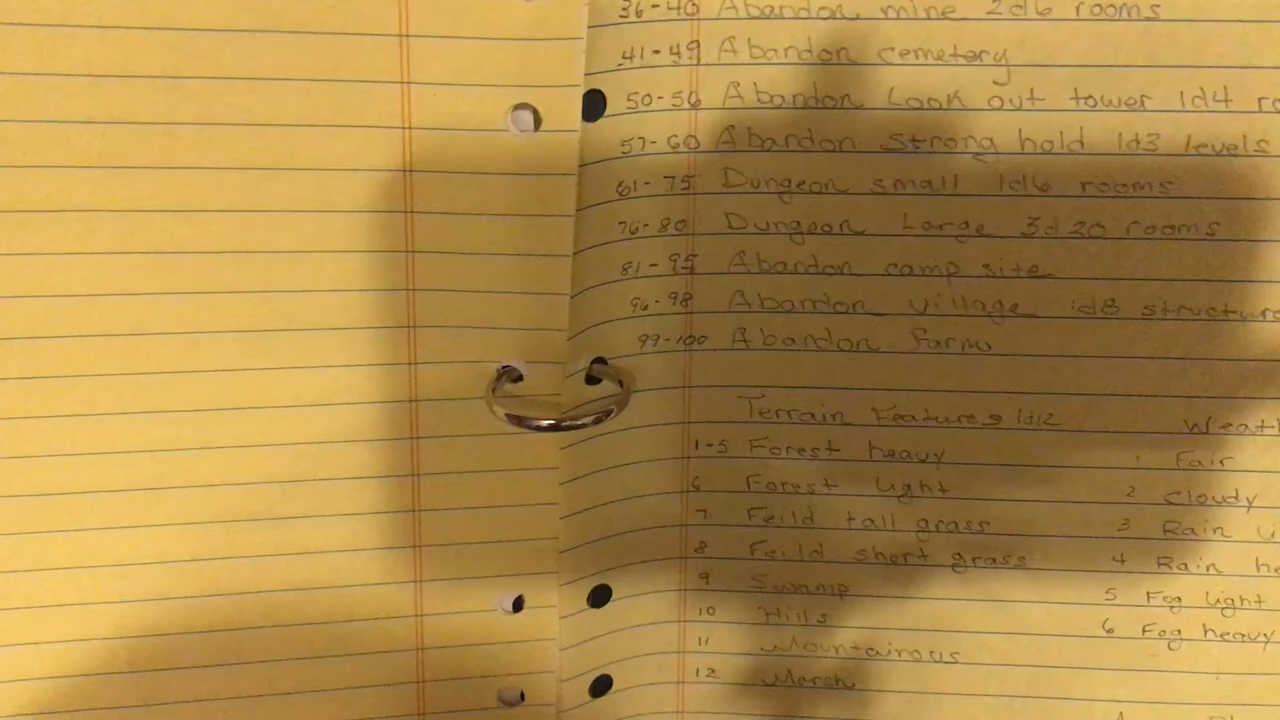 36-40 Abandon mine 2d6 rooms
41-49 Abandon cemetery
50-56 Abandon Look out tower 1d4
57-60 Abandon strong hold 1d3 levels
61-75 Dungeon small 1d6 rooms
76-80 Dungeon Large 3d20 rooms
81-95 Abandon camp site
96-98 Abandon village 1d8
99-100 Abandon farm
Terrain Features 1d12
1-5 Forest heavy 1 Fair
6 Forest light 2 Cloudy
7 Feild tall grass 3 Rain
8 Feild short grass 4 Rain
9 Swamp 5 Fog light
10 Hills 6 Fog heavy
11 Mountainous
12 Marsh